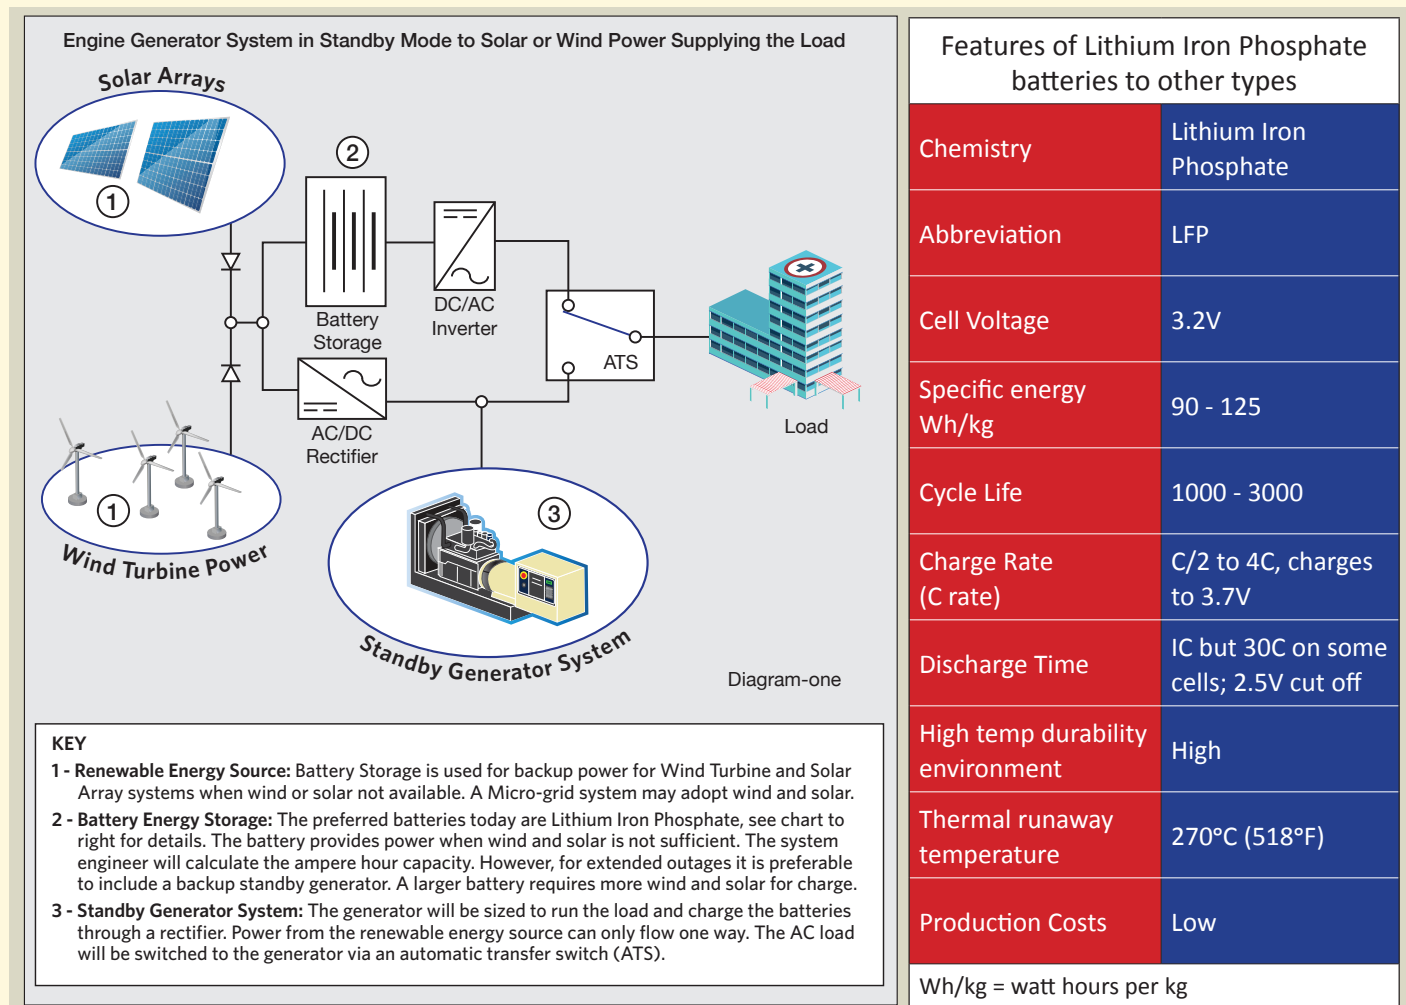 Engine Generator System in Standby Mode to Solar or Wind Power Supplying the Load
Solar Arrays
1
2
Battery
Storage
DC/AC
Inverter
ATS
Load
AC/DC
Rectifier
1
Wind Turbine Power
3
Standby Generator System
Diagram-one
KEY
1 - Renewable Energy Source: Battery Storage is used for backup power for Wind Turbine and Solar
Array systems when wind or solar not available. A Micro-grid system may adopt wind and solar.
2 - Battery Energy Storage: The preferred batteries today are Lithium Iron Phosphate, see chart to
right for details. The battery provides power when wind and solar is not sufficient. The system
engineer will calculate the ampere hour capacity. However, for extended outages it is preferable
to include a backup standby generator. A larger battery requires more wind and solar for charge.
3 - Standby Generator System: The generator will be sized to run the load and charge the batteries
through a rectifier. Power from the renewable energy source can only flow one way. The AC load
will be switched to the generator via an automatic transfer switch (ATS).
Features of Lithium Iron Phosphate
batteries to other types
Chemistry
Lithium Iron
Phosphate
Abbreviation
LFP
Cell Voltage
3.2V
Specific energy
Wh/kg
90 - 125
Cycle Life
1000 - 3000
Charge Rate
(C rate)
C/2 to 4C, charges
to 3.7V
Discharge Time
IC but 30C on some
cells; 2.5V cut off
High temp durability
environment
High
Thermal runaway
temperature
270°C (518°F)
Production Costs
Low
Wh/kg = watt hours per kg